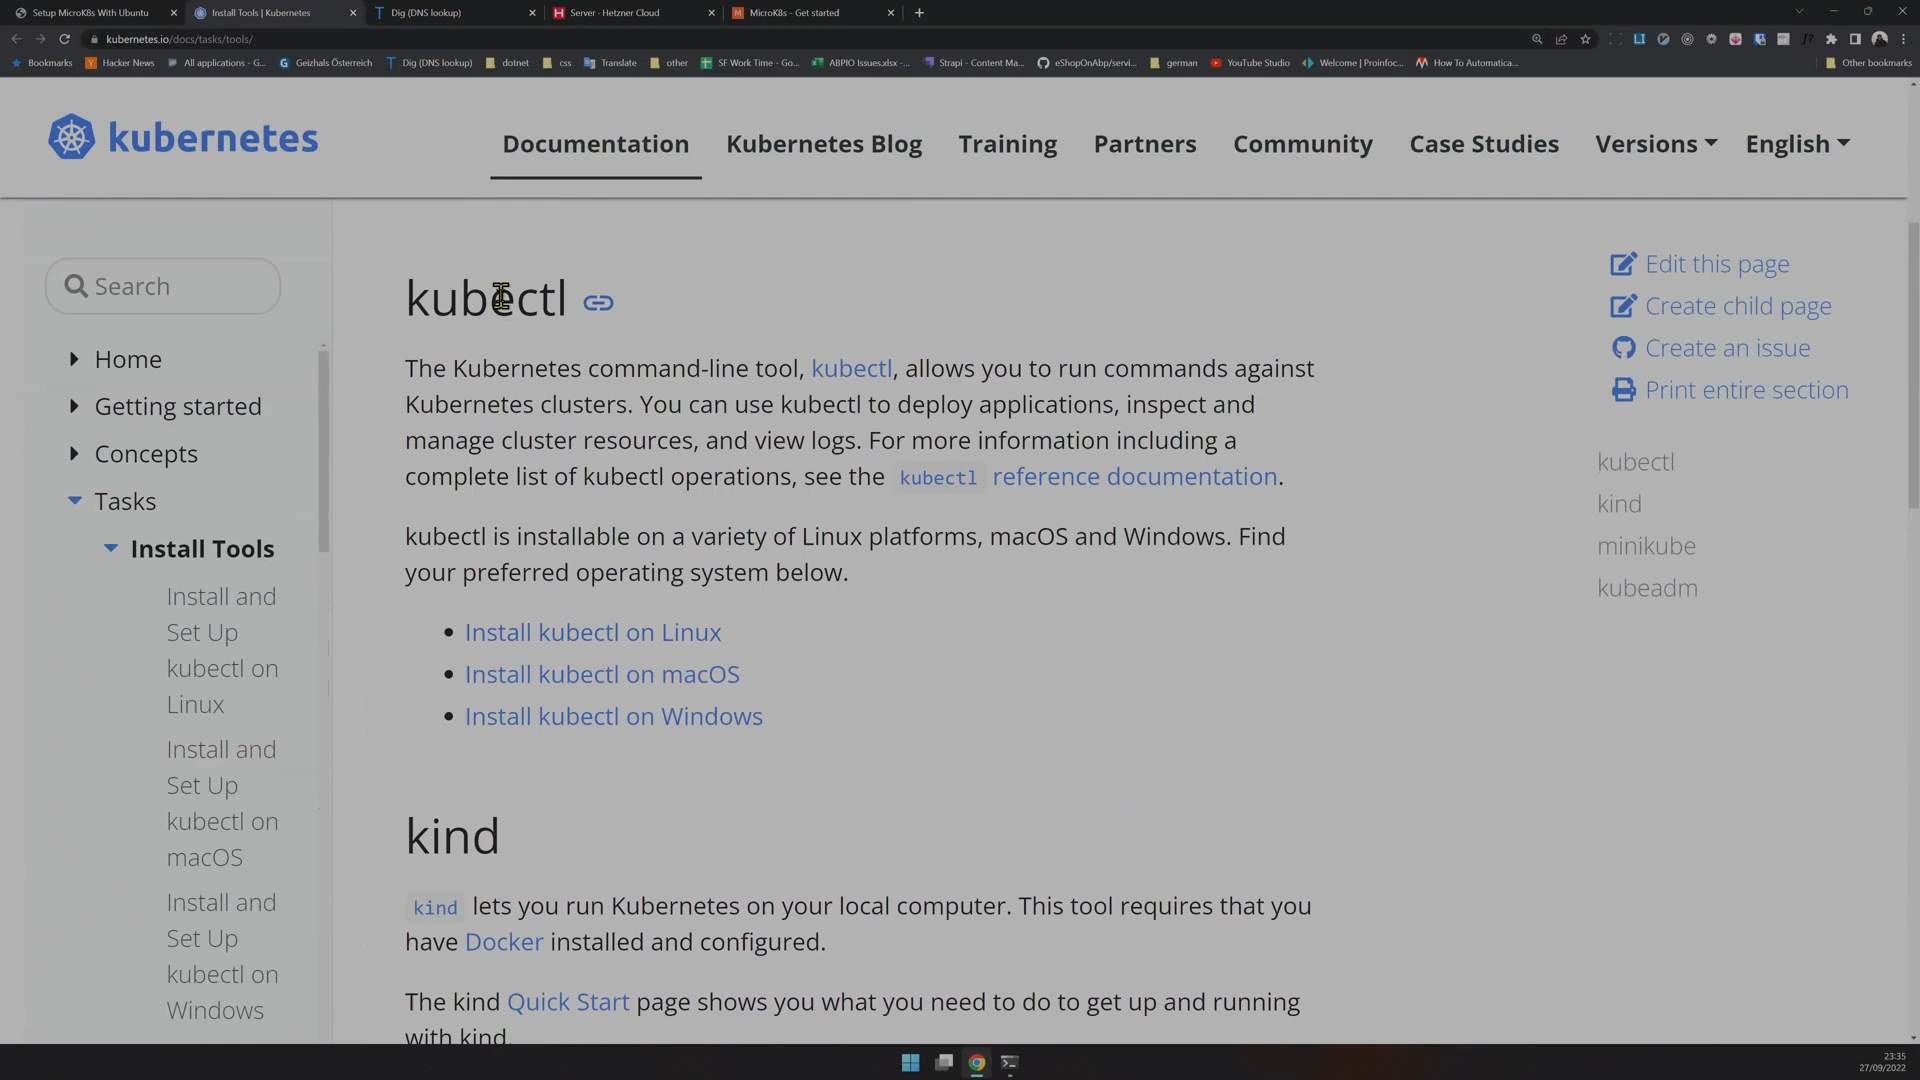 Setup MicroK8s With Ubuntu
Install Tools | Kubernetes
Dig (DNS lookup)
Server · Hetzner Cloud
MicroK8s - Get started
kubernetes.io/docs/tasks/tools/
Bookmarks
Hacker News
All applications - G...
Geizhals Österreich
Dig (DNS lookup)
dotnet
css
Translate
other
SF Work Time - Go...
ABPIO Issues.xlsx -...
Strapi - Content Ma...
eShopOnAbp/servi...
german
YouTube Studio
Welcome | Proinfoc...
How To Automatica...
Other bookmarks
kubernetes
Documentation
Kubernetes Blog
Training
Partners
Community
Case Studies
Versions
English
Search
Home
Getting started
Concepts
Tasks
Install Tools
Install and
Set Up
kubectl on
Linux
Install and
Set Up
kubectl on
macOS
Install and
Set Up
kubectl on
Windows
kubectl
The Kubernetes command-line tool, kubectl, allows you to run commands against
Kubernetes clusters. You can use kubectl to deploy applications, inspect and
manage cluster resources, and view logs. For more information including a
complete list of kubectl operations, see the kubectl reference documentation.
kubectl is installable on a variety of Linux platforms, macOS and Windows. Find
your preferred operating system below.
Install kubectl on Linux
Install kubectl on macOS
Install kubectl on Windows
kind
kind lets you run Kubernetes on your local computer. This tool requires that you
have Docker installed and configured.
The kind Quick Start page shows you what you need to do to get up and running
with kind.
Edit this page
Create child page
Create an issue
Print entire section
kubectl
kind
minikube
kubeadm
23:35
27/09/2022